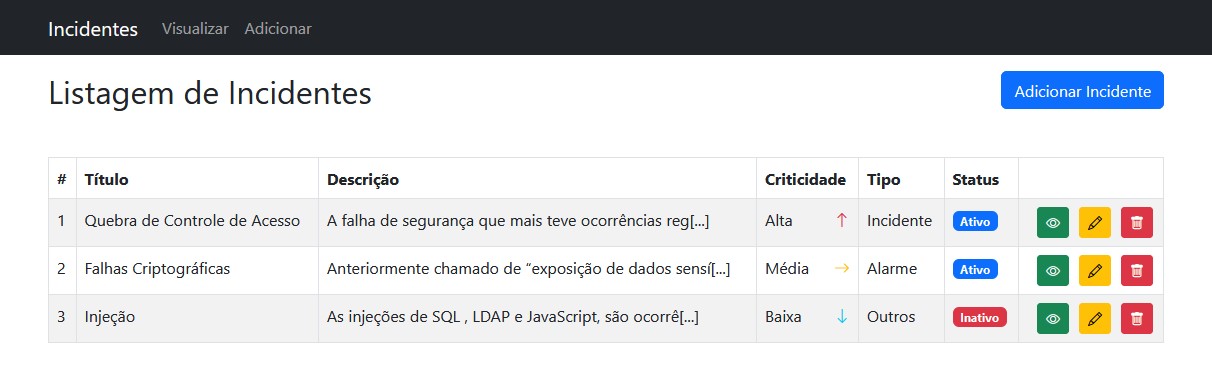 Incidentes Visualizar Adicionar
Listagem de Incidentes Adicionar Incidente
# Título Descrição Criticidade Tipo Status
1 Quebra de Controle de Acesso A falha de segurança que mais teve ocorrências reg[...] Alta ↑ Incidente Ativo
2 Falhas Criptográficas Anteriormente chamado de “exposição de dados sensí[...] Média → Alarme Ativo
3 Injeção As injeções de SQL , LDAP e JavaScript, são ocorrê[...] Baixa ↓ Outros Inativo